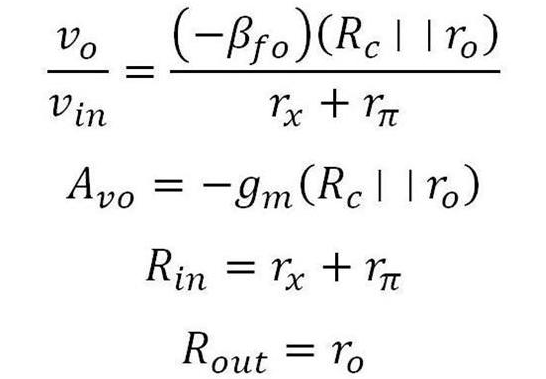 v_o / v_in = (−β_fo)(R_c | | r_o) / r_x + r_π
A_vo = −g_m(R_c | | r_o)
R_in = r_x + r_π
R_out = r_o